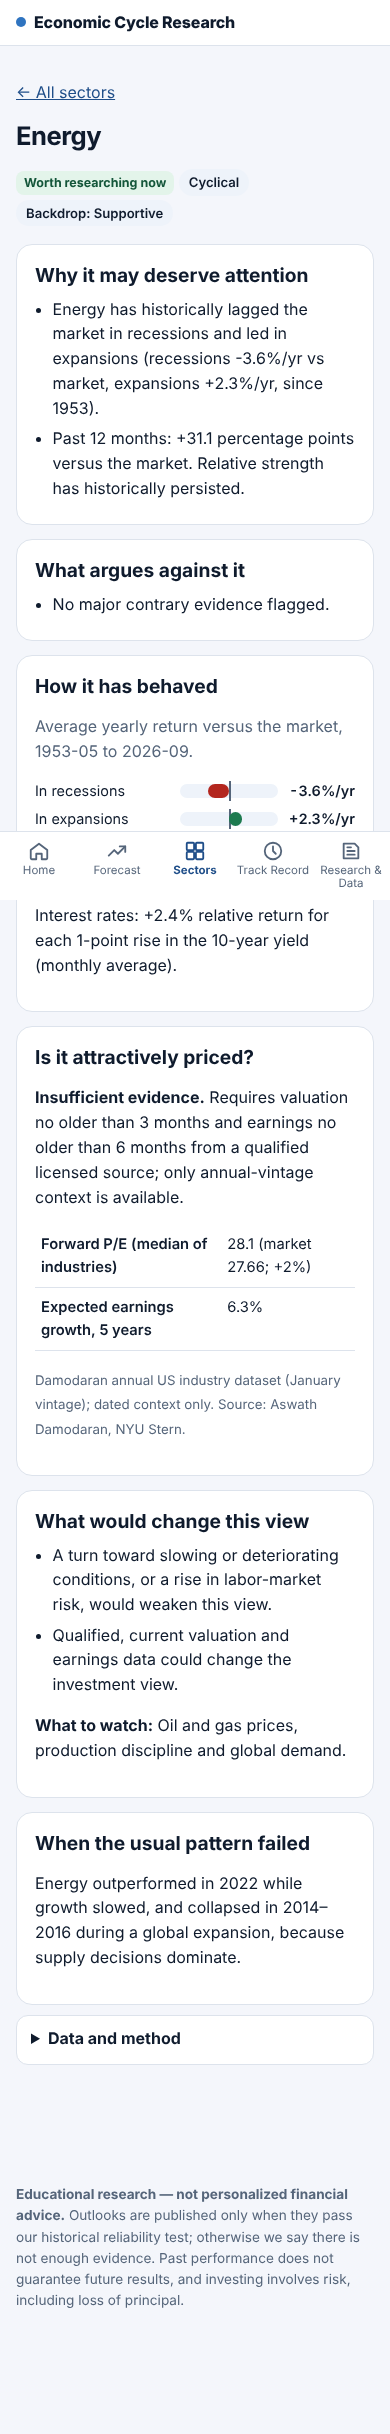 Economic Cycle Research
← All sectors
Energy
Worth researching now
Cyclical
Backdrop: Supportive
Why it may deserve attention
• Energy has historically lagged the
market in recessions and led in
expansions (recessions -3.6%/yr vs
market, expansions +2.3%/yr, since
1953).
• Past 12 months: +31.1 percentage points
versus the market. Relative strength
has historically persisted.
What argues against it
• No major contrary evidence flagged.
How it has behaved
Average yearly return versus the market,
1953-05 to 2026-09.
In recessions -3.6%/yr
In expansions +2.3%/yr
Home
Forecast
Sectors
Track Record
Research &
Data
Interest rates: +2.4% relative return for
each 1-point rise in the 10-year yield
(monthly average).
Is it attractively priced?
Insufficient evidence. Requires valuation
no older than 3 months and earnings no
older than 6 months from a qualified
licensed source; only annual-vintage
context is available.
Forward P/E (median of
industries)
28.1 (market
27.66; +2%)
Expected earnings
growth, 5 years
6.3%
Damodaran annual US industry dataset (January
vintage); dated context only. Source: Aswath
Damodaran, NYU Stern.
What would change this view
• A turn toward slowing or deteriorating
conditions, or a rise in labor-market
risk, would weaken this view.
• Qualified, current valuation and
earnings data could change the
investment view.
What to watch: Oil and gas prices,
production discipline and global demand.
When the usual pattern failed
Energy outperformed in 2022 while
growth slowed, and collapsed in 2014–
2016 during a global expansion, because
supply decisions dominate.
▶ Data and method
Educational research — not personalized financial
advice. Outlooks are published only when they pass
our historical reliability test; otherwise we say there is
not enough evidence. Past performance does not
guarantee future results, and investing involves risk,
including loss of principal.